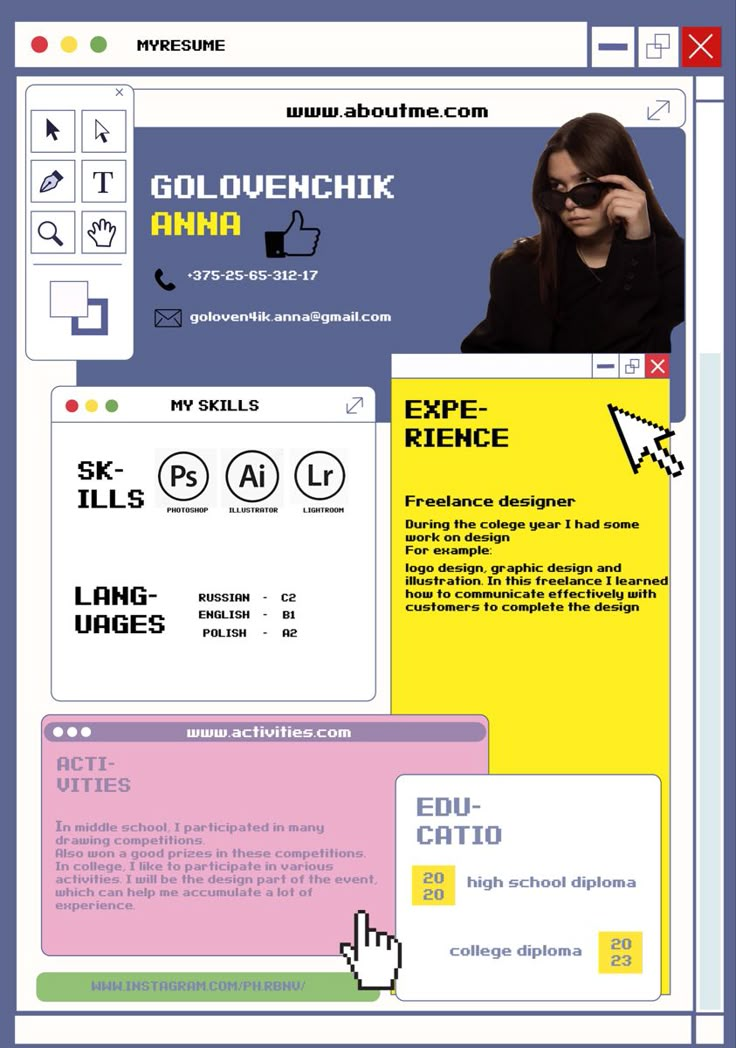 MYRESUME
www.aboutme.com
T
GOLOVENCHIK
ANNA
+375-25-65-312-17
goloven4ik.anna@gmail.com
MY SKILLS
SK-
ILLS
Ps Ai Lr
PHOTOSHOP ILLUSTRATOR LIGHTROOM
LANG-
UAGES
RUSSIAN - C2
ENGLISH - B1
POLISH - A2
EXPE-
RIENCE
Freelance designer
During the colege year I had some
work on design
For example:
logo design, graphic design and
illustration. In this freelance I learned
how to communicate effectively with
customers to complete the design
www.activities.com
ACTI-
VITIES
In middle school, I participated in many
drawing competitions.
Also won a good prizes in these competitions.
In college, I like to participate in various
activities. I will be the design part of the event,
which can help me accumulate a lot of
experience.
EDU-
CATIO
20
20
high school diploma
college diploma
20
23
WWW.INSTAGRAM.COM/PH.RBNV/